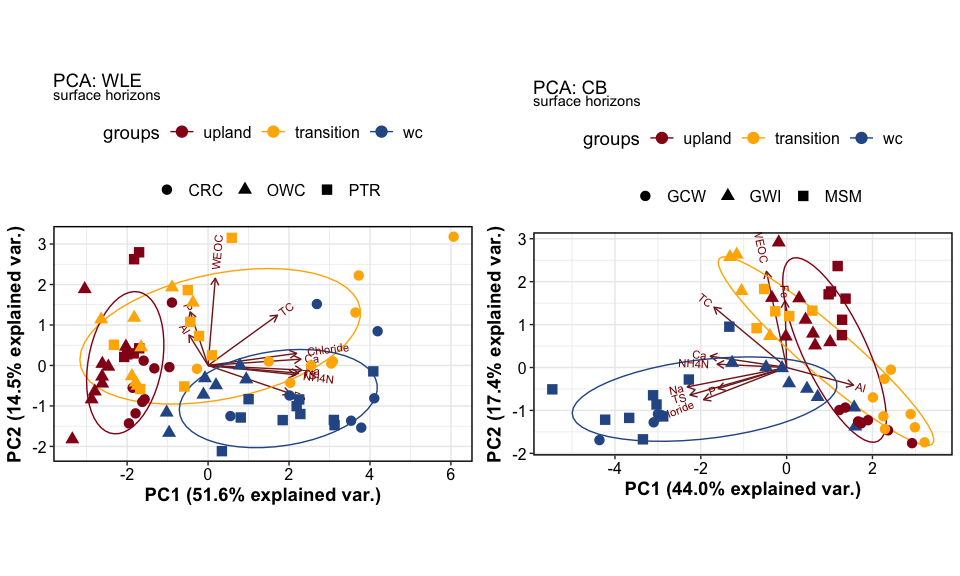 PCA: WLE
surface horizons
groups upland transition wc
CRC OWC PTR
3
2
1
0
-1
-2
WEOC
TC
Al
Chloride
Ca
NH4N
-2 0 2 4 6
PC1 (51.6% explained var.)
PC2 (14.5% explained var.)
PCA: CB
surface horizons
groups upland transition wc
GCW GWI MSM
3
2
1
0
-1
-2
WEOC
TC
Ca
NH4N
Na
TS
P
Al
-4 -2 0 2
PC1 (44.0% explained var.)
PC2 (17.4% explained var.)